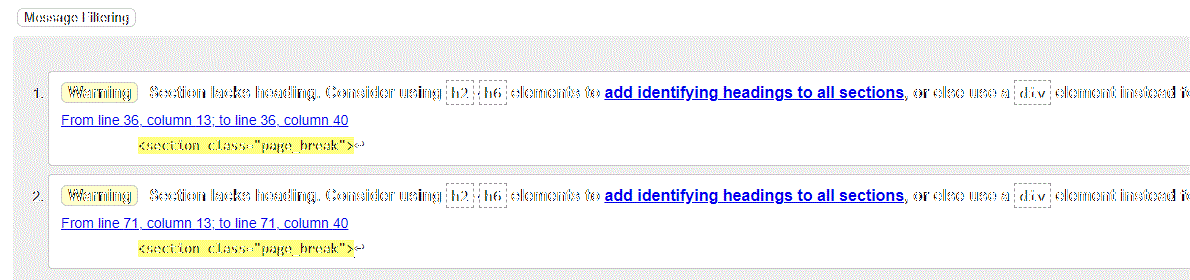 Message Filtering
1. Warning Section lacks heading. Consider using h2-h6 elements to add identifying headings to all sections, or else use a div element instead
From line 36, column 13; to line 36, column 40
<section class="page_break">↩
2. Warning Section lacks heading. Consider using h2-h6 elements to add identifying headings to all sections, or else use a div element instead
From line 71, column 13; to line 71, column 40
<section class="page_break">↩